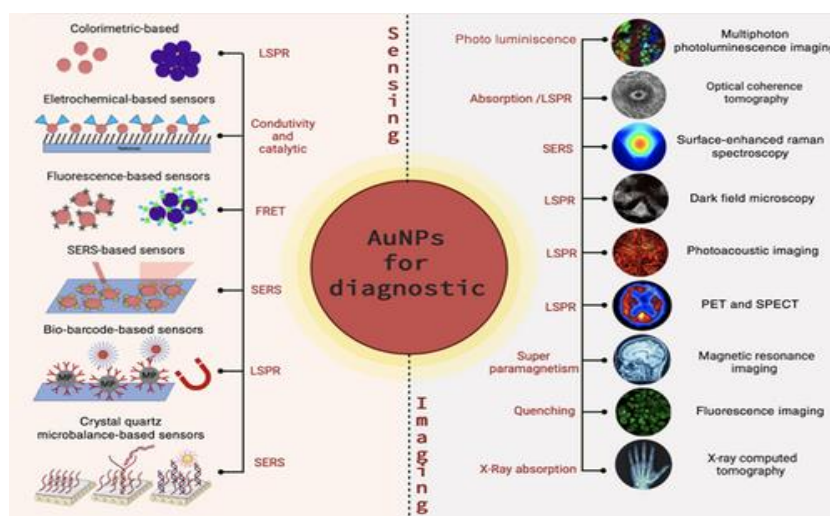 Colorimetric-based
LSPR
Eletrochemical-based sensors
Condutivity
and
catalytic
Fluorescence-based sensors
FRET
SERS-based sensors
SERS
Bio-barcode-based sensors
MP MP MP
LSPR
Crystal quartz
microbalance-based sensors
SERS
Sensing
AuNPs
for
diagnostic
Imaging
Photo luminiscence
Multiphoton
photoluminescence imaging
Absorption /LSPR
Optical coherence
tomography
SERS
Surface-enhanced raman
spectroscopy
LSPR
Dark field microscopy
LSPR
Photoacoustic imaging
LSPR
PET and SPECT
Super
paramagnetism
Magnetic resonance
imaging
Quenching
Fluorescence imaging
X-Ray absorption
X-ray computed
tomography